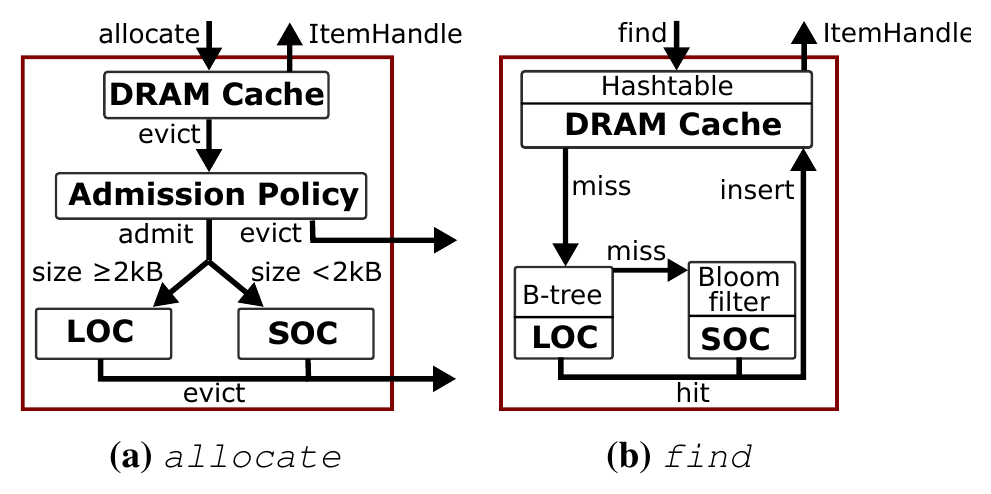 allocate
ItemHandle
DRAM Cache
evict
Admission Policy
admit
evict
size ≥2kB
size <2kB
LOC
SOC
evict
(a) allocate
find
ItemHandle
Hashtable
DRAM Cache
miss
insert
miss
B-tree
Bloom
filter
LOC
SOC
hit
(b) find